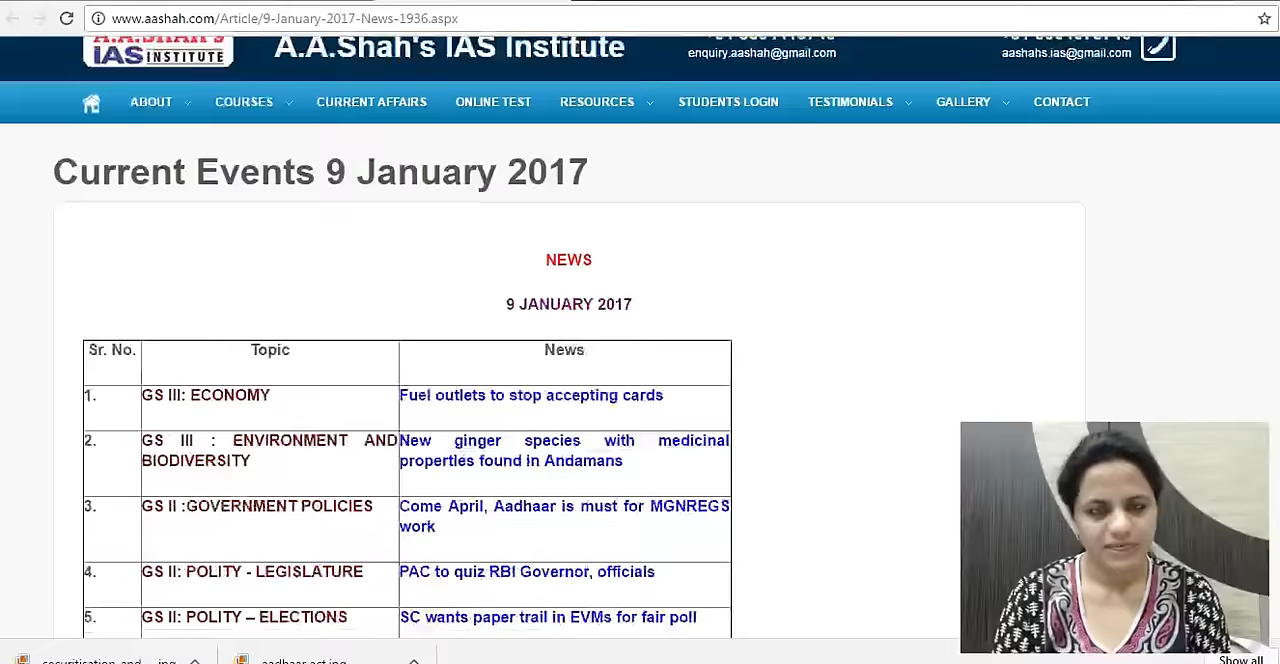 www.aashah.com/Article/9-January-2017-News-1936.aspx
IAS INSTITUTE
A.A.Shah's IAS Institute
enquiry.aashah@gmail.com
aashahs.ias@gmail.com
ABOUT COURSES CURRENT AFFAIRS ONLINE TEST RESOURCES STUDENTS LOGIN TESTIMONIALS GALLERY CONTACT
Current Events 9 January 2017
NEWS
9 JANUARY 2017
Sr. No. Topic News
1. GS III: ECONOMY Fuel outlets to stop accepting cards
2. GS III : ENVIRONMENT AND New ginger species with medicinal
BIODIVERSITY properties found in Andamans
3. GS II :GOVERNMENT POLICIES Come April, Aadhaar is must for MGNREGS
work
4. GS II: POLITY - LEGISLATURE PAC to quiz RBI Governor, officials
5. GS II: POLITY – ELECTIONS SC wants paper trail in EVMs for fair poll
Show all